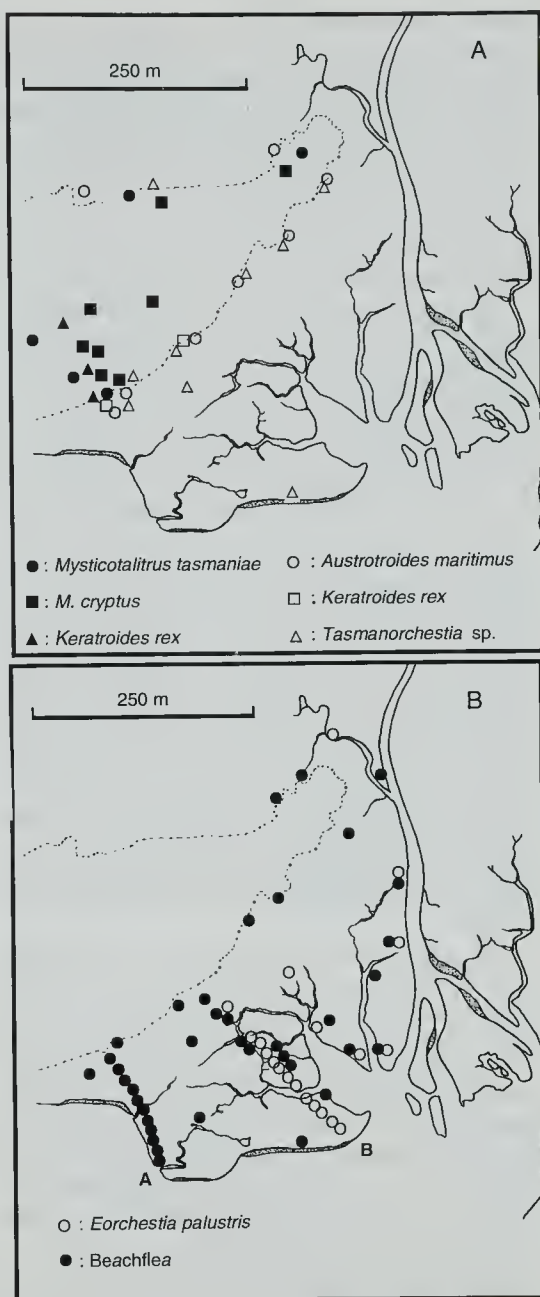 A
250 m
● : Mysticotalitrus tasmaniae
○ : Austrotroides maritimus
■ : M. cryptus
□ : Keratroides rex
▲ : Keratroides rex
△ : Tasmanorchestia sp.
B
250 m
A
B
○ : Eorchestia palustris
● : Beachflea